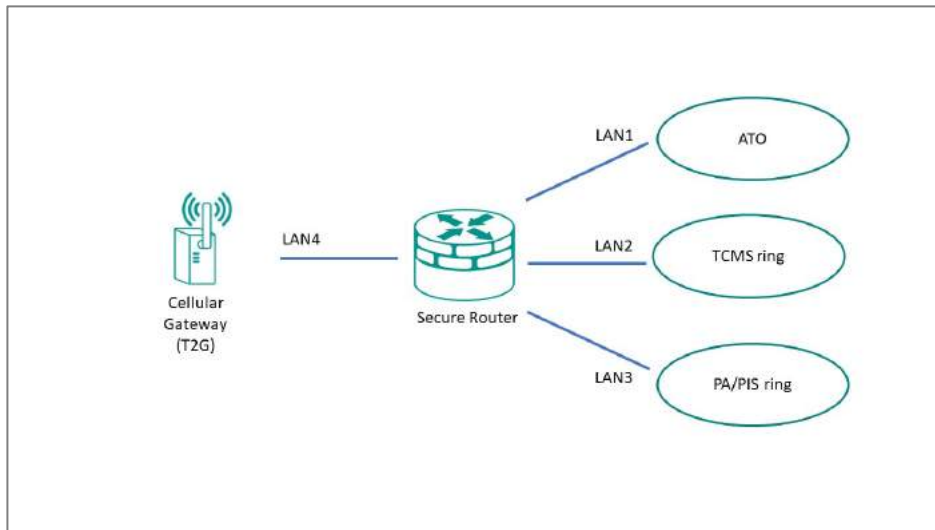 LAN1
ATO
LAN4
LAN2
TCMS ring
Cellular
Gateway
(T2G)
Secure Router
LAN3
PA/PIS ring